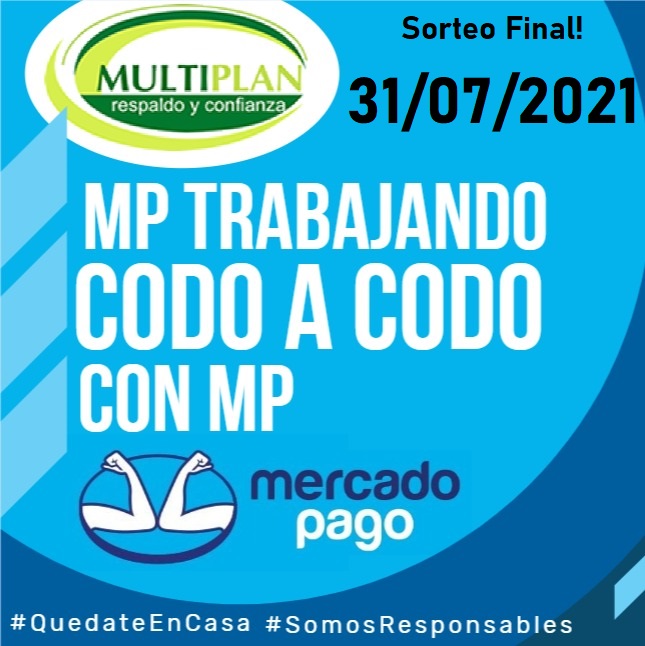 MULTIPLAN
respaldo y confianza
Sorteo Final!
31/07/2021
MP TRABAJANDO
CODO A CODO
CON MP
mercado
pago
#QuedateEnCasa #SomosResponsables